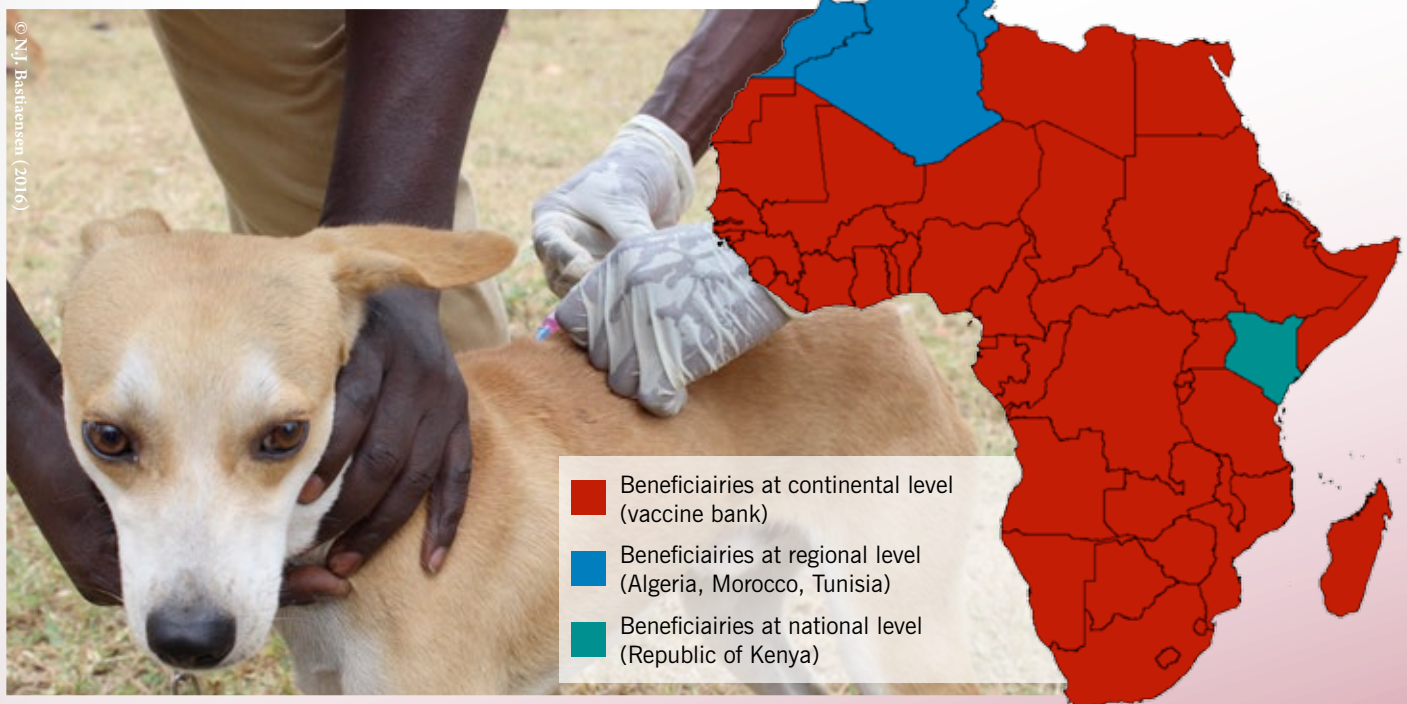 © N.J. Bastiaensen (2016)
Beneficiairies at continental level
(vaccine bank)
Beneficiairies at regional level
(Algeria, Morocco, Tunisia)
Beneficiairies at national level
(Republic of Kenya)